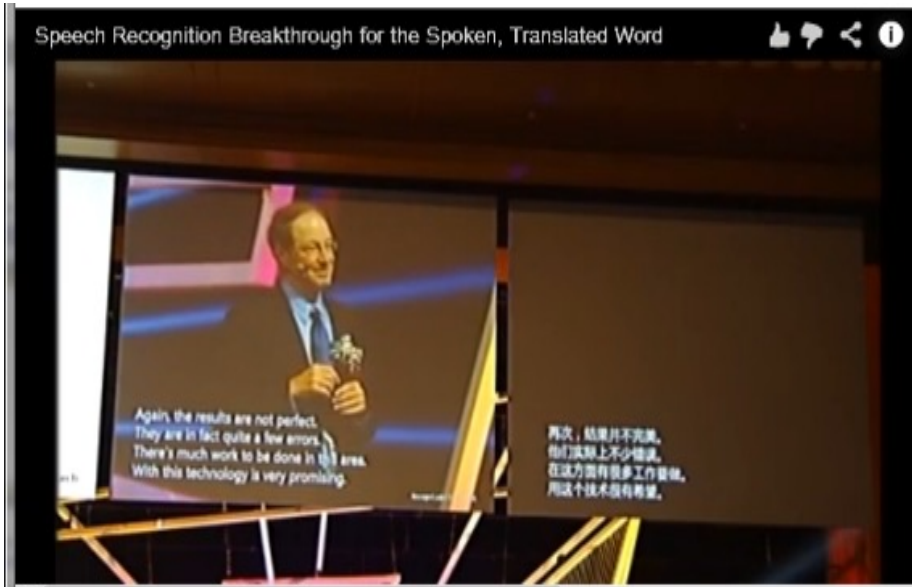 Speech Recognition Breakthrough for the Spoken, Translated Word
Again, the results are not perfect.
They are in fact quite a few errors.
There's much work to be done in this area.
With this technology is very promising.
再次，结果并不完美。
他们实际上不少错误。
在这方面有很多工作要做。
用这个技术很有希望。